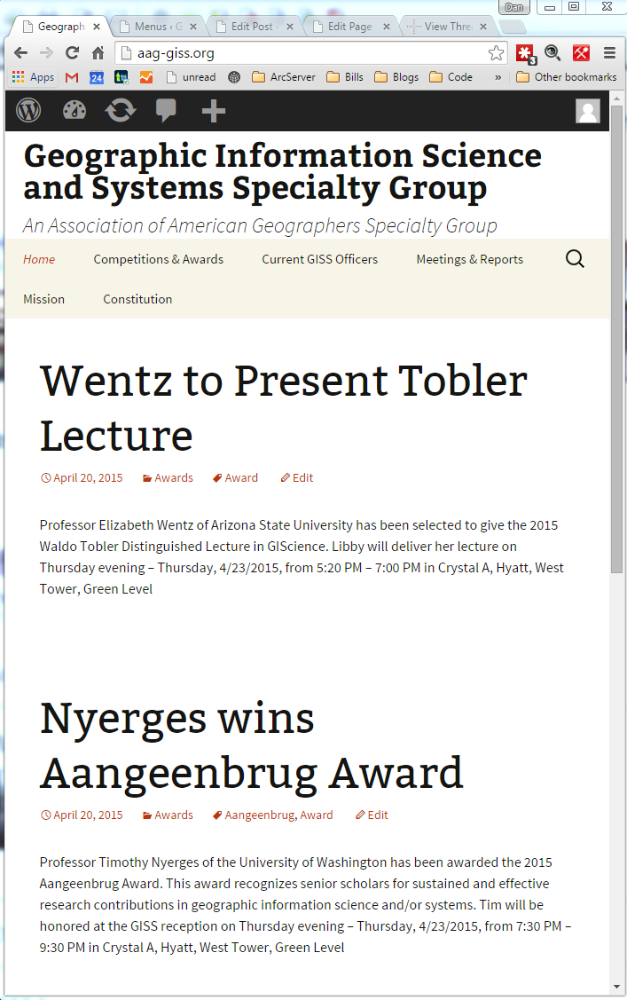 Dan
Geograph
Menus ‹ G
Edit Post ‹
Edit Page
View Thre
aag-giss.org
3
Apps
24
unread
ArcServer
Bills
Blogs
Code
»
Other bookmarks
Geographic Information Science
and Systems Specialty Group
An Association of American Geographers Specialty Group
Home Competitions & Awards Current GISS Officers Meetings & Reports
Mission Constitution
Wentz to Present Tobler
Lecture
April 20, 2015 Awards Award Edit
Professor Elizabeth Wentz of Arizona State University has been selected to give the 2015
Waldo Tobler Distinguished Lecture in GIScience. Libby will deliver her lecture on
Thursday evening – Thursday, 4/23/2015, from 5:20 PM – 7:00 PM in Crystal A, Hyatt, West
Tower, Green Level
Nyerges wins
Aangeenbrug Award
April 20, 2015 Awards Aangeenbrug, Award Edit
Professor Timothy Nyerges of the University of Washington has been awarded the 2015
Aangeenbrug Award. This award recognizes senior scholars for sustained and effective
research contributions in geographic information science and/or systems. Tim will be
honored at the GISS reception on Thursday evening – Thursday, 4/23/2015, from 7:30 PM –
9:30 PM in Crystal A, Hyatt, West Tower, Green Level